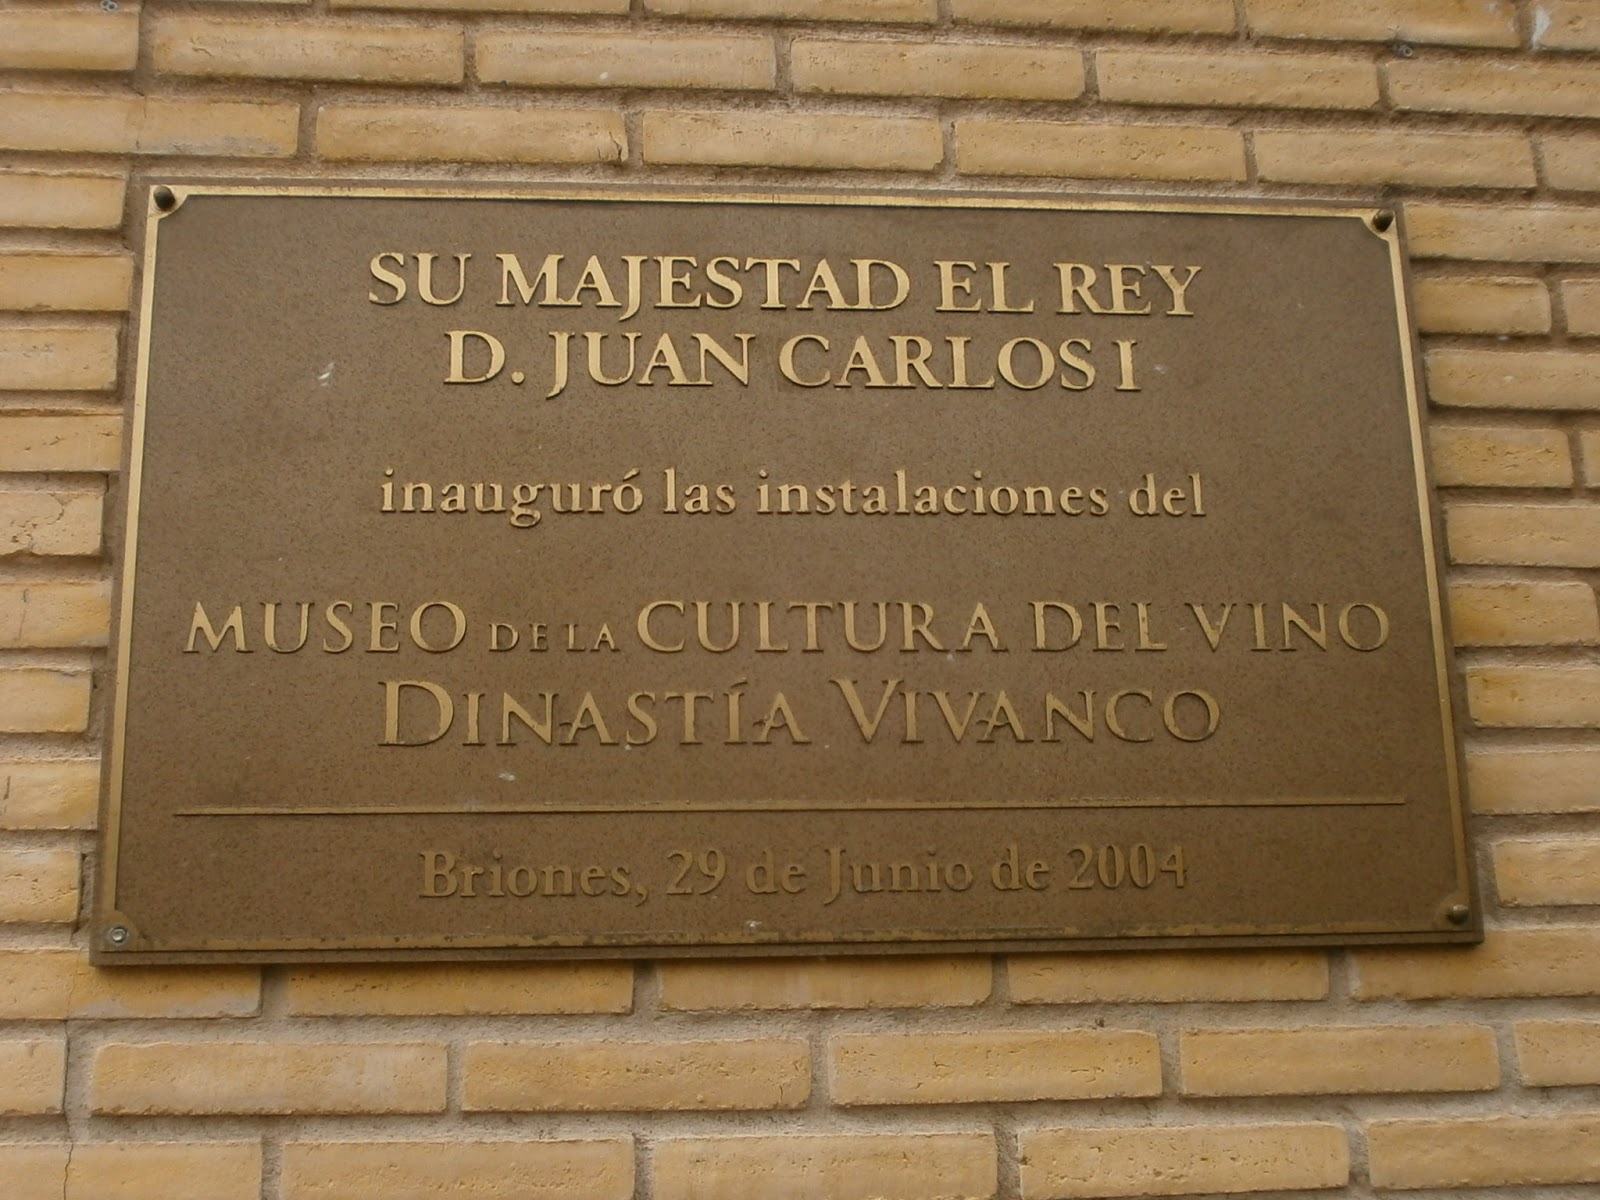 SU MAJESTAD EL REY
D. JUAN CARLOS I
inauguró las instalaciones del
MUSEO DE LA CULTURA DEL VINO
DINASTÍA VIVANCO
Briones, 29 de Junio de 2004